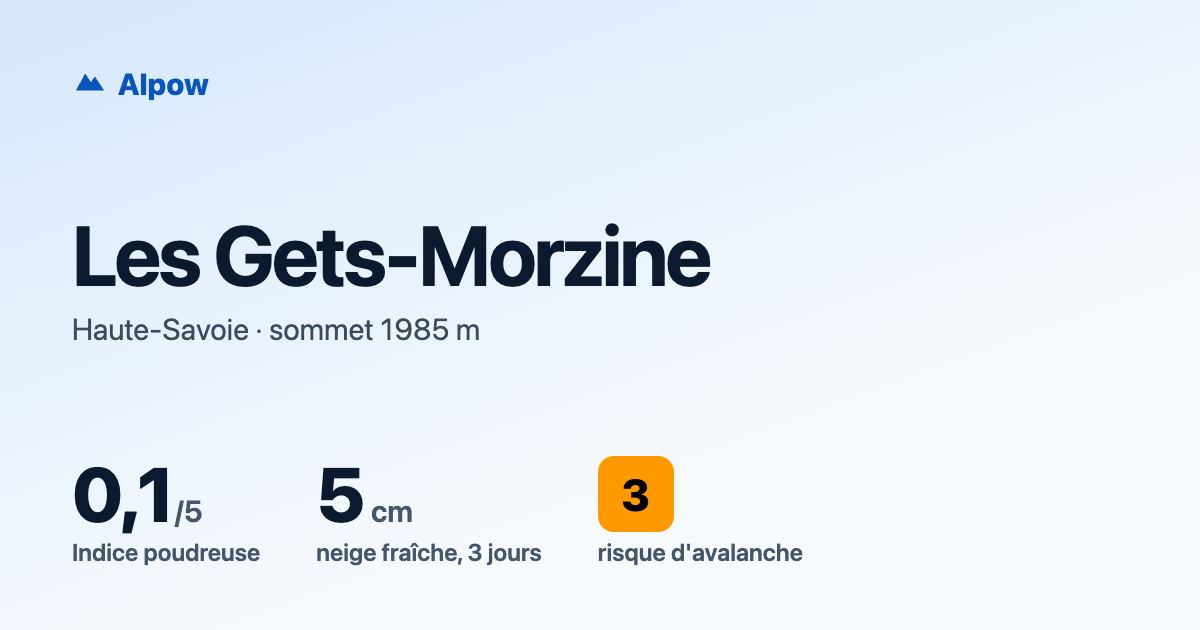 Alpow
Les Gets-Morzine
Haute-Savoie · sommet 1985 m
0,1/5
Indice poudreuse
5 cm
neige fraîche, 3 jours
3
risque d'avalanche